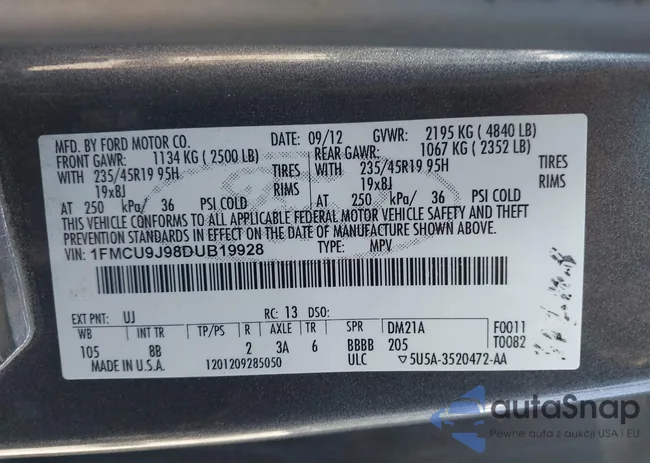 MFD. BY FORD MOTOR CO. DATE: 09/12 GVWR: 2195 KG ( 4840 LB)
FRONT GAWR: 1134 KG ( 2500 LB) REAR GAWR: 1067 KG ( 2352 LB)
WITH 235/45R19 95H TIRES WITH 235/45R19 95H TIRES
19x8J RIMS 19x8J RIMS
AT 250 kPa/ 36 PSI COLD AT 250 kPa/ 36 PSI COLD
THIS VEHICLE CONFORMS TO ALL APPLICABLE FEDERAL MOTOR VEHICLE SAFETY AND THEFT
PREVENTION STANDARDS IN EFFECT ON THE DATE OF MANUFACTURE SHOWN ABOVE.
VIN: 1FMCU9J98DUB19928 TYPE: MPV
EXT PNT: UJ RC: 13 DSO:
WB INT TR TP/PS R AXLE TR SPR DM21A F0011
105 8B 2 3A 6 BBBB 205 T0082
MADE IN U.S.A. 1201209285050 ULC 5U5A-3520472-AA
autoSnap
Pewne auta z aukcji USA i EU